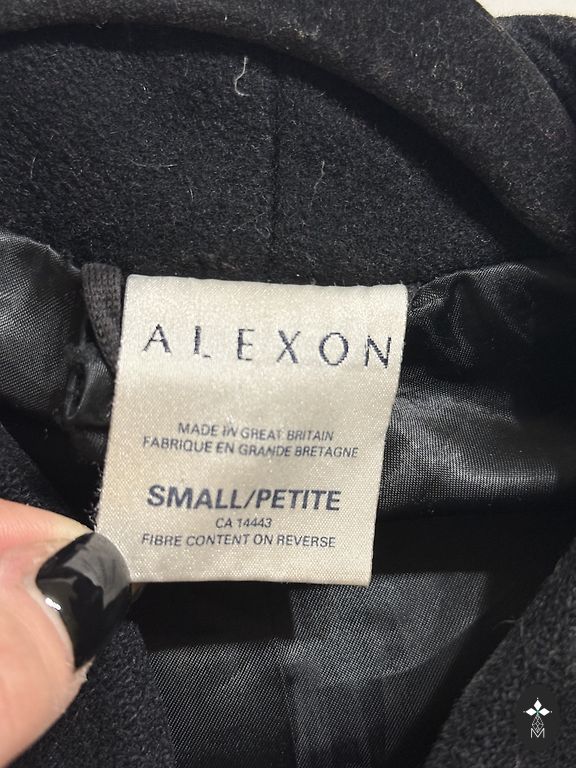 ALEXON
MADE IN GREAT BRITAIN
FABRIQUE EN GRANDE BRETAGNE
SMALL/PETITE
CA 14443
FIBRE CONTENT ON REVERSE
M